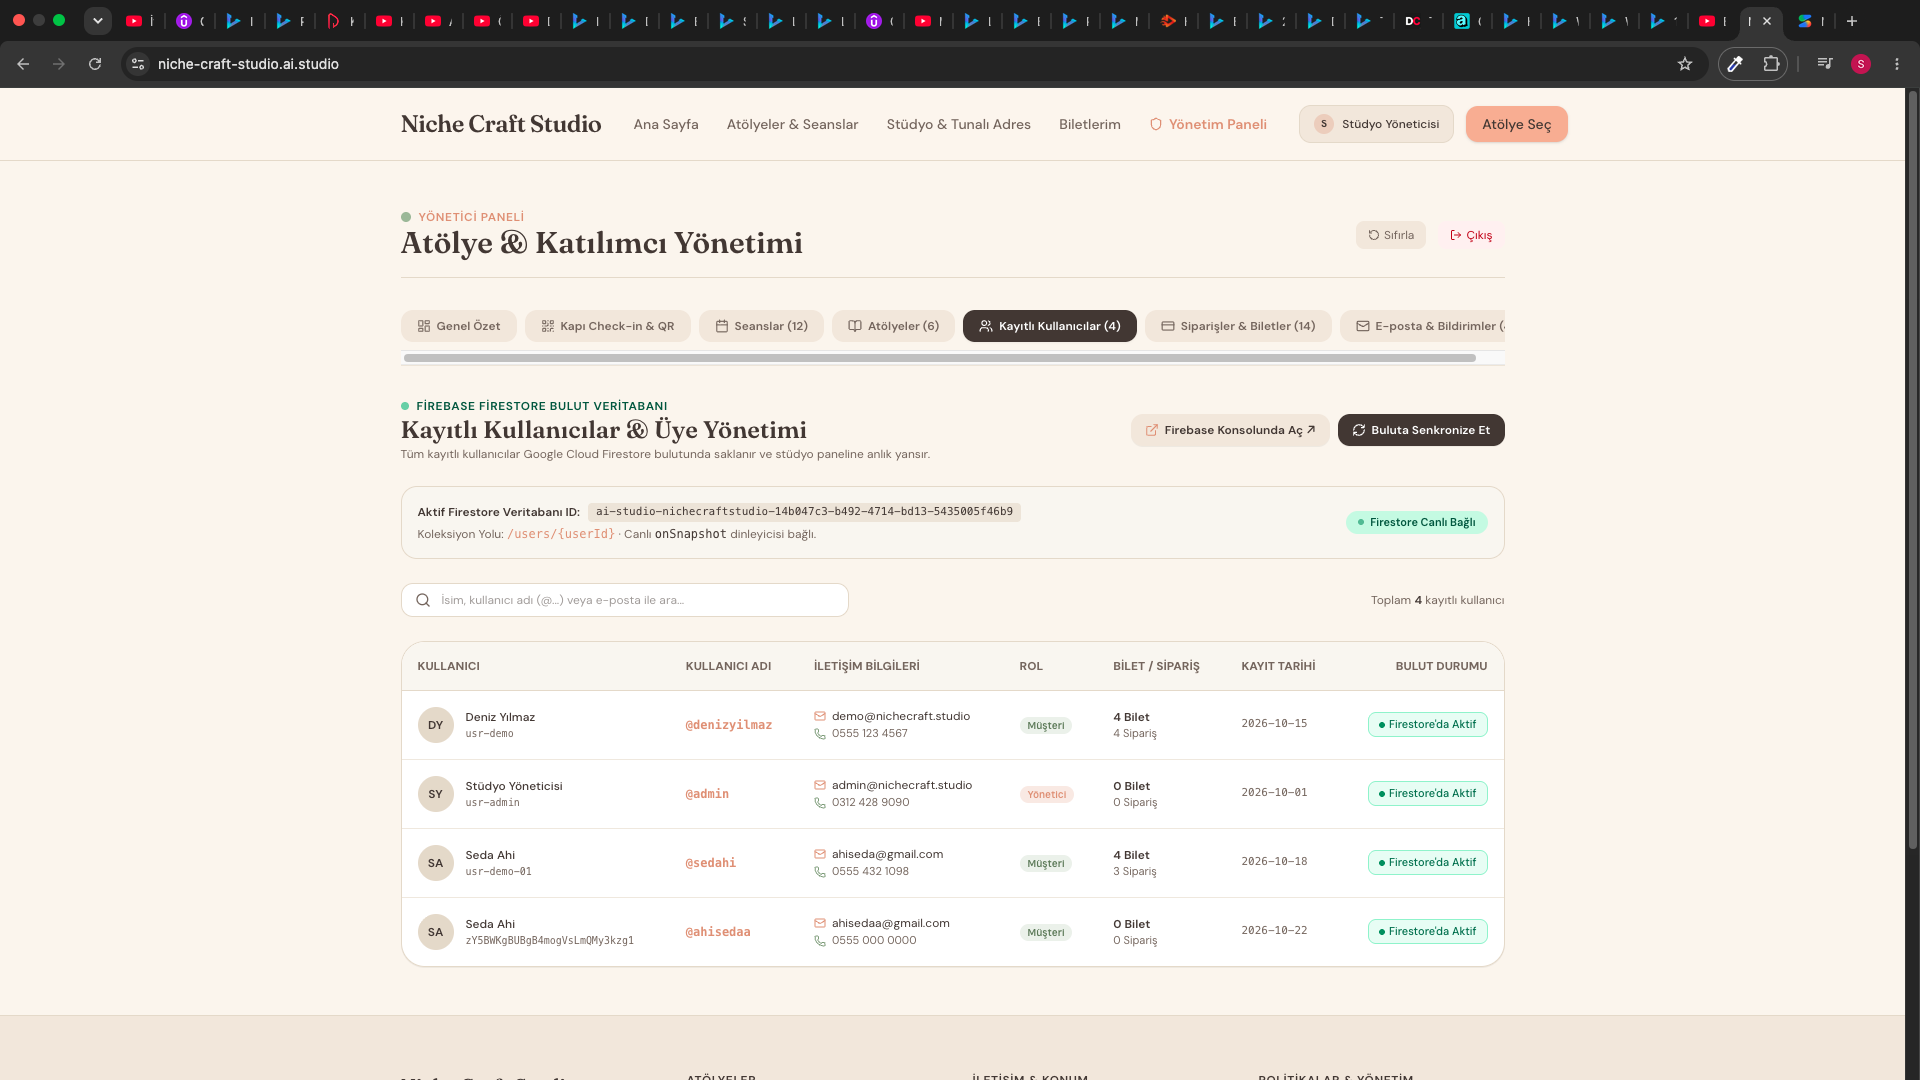 niche-craft-studio.ai.studio
S
Niche Craft Studio
Ana Sayfa
Atölyeler & Seanslar
Stüdyo & Tunalı Adres
Biletlerim
Yönetim Paneli
S
Stüdyo Yöneticisi
Atölye Seç
YÖNETİCİ PANELİ
Atölye & Katılımcı Yönetimi
Sıfırla
Çıkış
Genel Özet
Kapı Check-in & QR
Seanslar (12)
Atölyeler (6)
Kayıtlı Kullanıcılar (4)
Siparişler & Biletler (14)
E-posta & Bildirimler
FİREBASE FİRESTORE BULUT VERİTABANI
Kayıtlı Kullanıcılar & Üye Yönetimi
Firebase Konsolunda Aç ↗
Buluta Senkronize Et
Tüm kayıtlı kullanıcılar Google Cloud Firestore bulutunda saklanır ve stüdyo paneline anlık yansır.
Aktif Firestore Veritabanı ID: ai-studio-nichecraftstudio-14b047c3-b492-4714-bd13-5435005f46b9
Koleksiyon Yolu: /users/{userId} · Canlı onSnapshot dinleyicisi bağlı.
Firestore Canlı Bağlı
İsim, kullanıcı adı (@...) veya e-posta ile ara...
Toplam 4 kayıtlı kullanıcı
KULLANICI KULLANICI ADI İLETİŞİM BİLGİLERİ ROL BİLET / SİPARİŞ KAYIT TARİHİ BULUT DURUMU
DY Deniz Yılmaz @denizyilmaz demo@nichecraft.studio Müşteri 4 Bilet 2026-10-15 Firestore'da Aktif
usr-demo 0555 123 4567 4 Sipariş
SY Stüdyo Yöneticisi @admin admin@nichecraft.studio Yönetici 0 Bilet 2026-10-01 Firestore'da Aktif
usr-admin 0312 428 9090 0 Sipariş
SA Seda Ahi @sedahi ahiseda@gmail.com Müşteri 4 Bilet 2026-10-18 Firestore'da Aktif
usr-demo-01 0555 432 1098 3 Sipariş
SA Seda Ahi @ahisedaa ahisedaa@gmail.com Müşteri 0 Bilet 2026-10-22 Firestore'da Aktif
zY5BWKgBUBgB4mogVsLmQMy3kzg1 0555 000 0000 0 Sipariş
ATÖLYELER
İLETİŞİM & KONUM
POLİTİKALAR & YÖNETİM